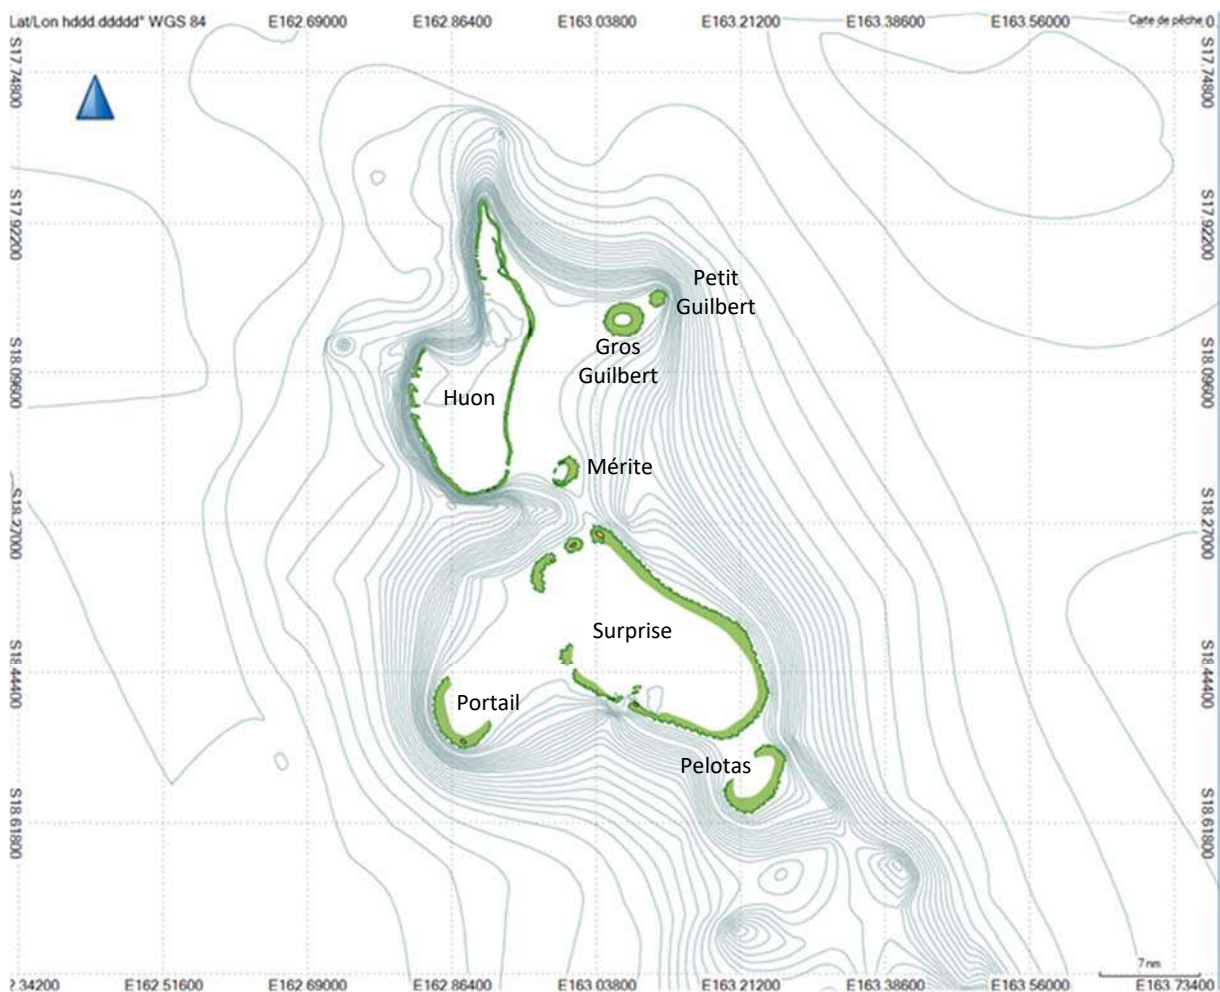 Lat/Lon hddd.ddddd° WGS 84 E162.69000 E162.86400 E163.03800 E163.21200 E163.38600 E163.56000 Carte de pêche 0
S17.74800 S17.74800
S17.92200 S17.92200
Petit
Guilbert
Gros
Guilbert
S18.09600 S18.09600
Huon
Mérite
S18.27000 S18.27000
Surprise
S18.44400 S18.44400
Portail
Pelotas
S18.61800 S18.61800
7 nm
2.34200 E162.51600 E162.69000 E162.86400 E163.03800 E163.21200 E163.38600 E163.56000 E163.73400